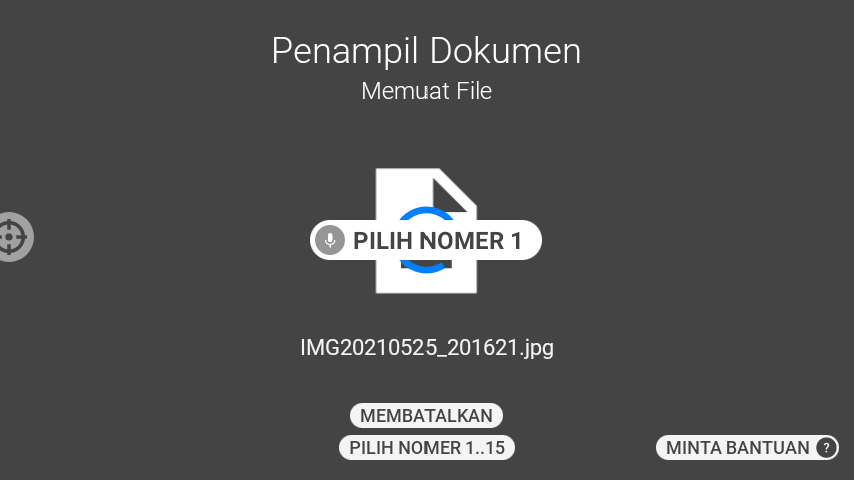 Penampil Dokumen
Memuat File
PILIH NOMER 1
IMG20210525_201621.jpg
MEMBATALKAN
PILIH NOMER 1..15
MINTA BANTUAN ?